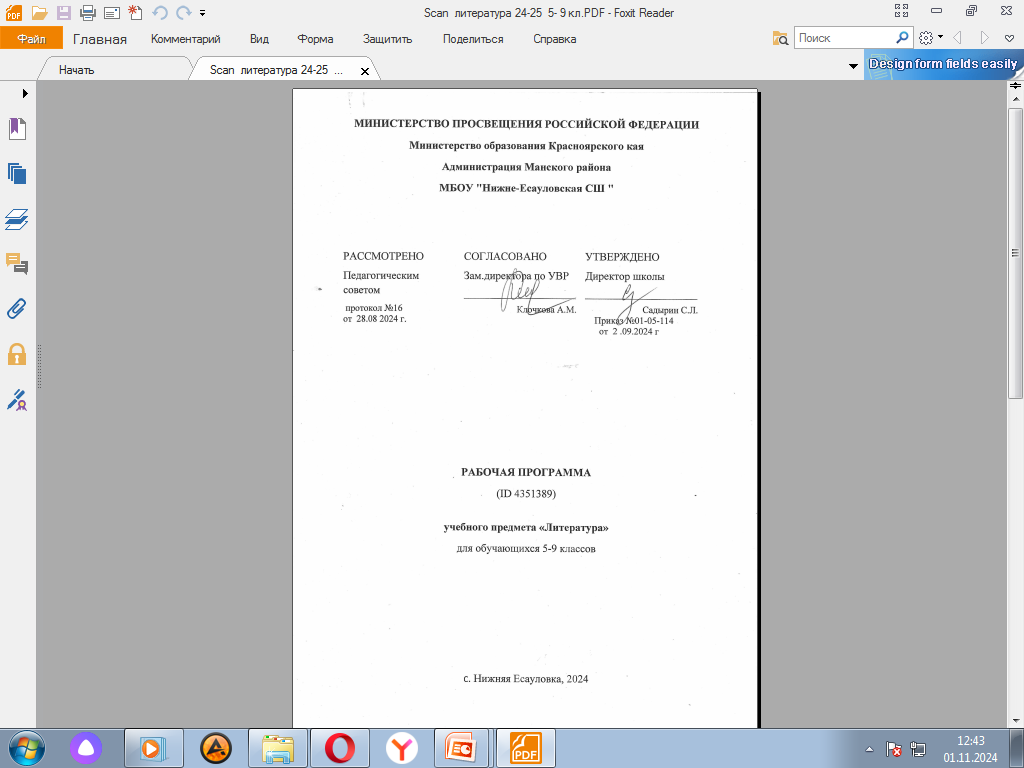 Scan литература 24-25 5- 9 кл.PDF - Foxit Reader
Файл Главная Комментарий Вид Форма Защитить Поделиться Справка Поиск
Начать Scan литература 24-25 ... Design form fields easily
МИНИСТЕРСТВО ПРОСВЕЩЕНИЯ РОССИЙСКОЙ ФЕДЕРАЦИИ
Министерство образования Красноярского кая
Администрация Манского района
МБОУ "Нижне-Есауловская СШ "
РАССМОТРЕНО
Педагогическим
советом
протокол №16
от 28.08 2024 г.
СОГЛАСОВАНО
Зам.директора по УВР
Клочкова А.М.
УТВЕРЖДЕНО
Директор школы
Садырин С.Л.
Приказ №01-05-114
от 2 .09.2024 г
РАБОЧАЯ ПРОГРАММА
(ID 4351389)
учебного предмета «Литература»
для обучающихся 5-9 классов
с. Нижняя Есауловка, 2024
PDF
12:43
01.11.2024